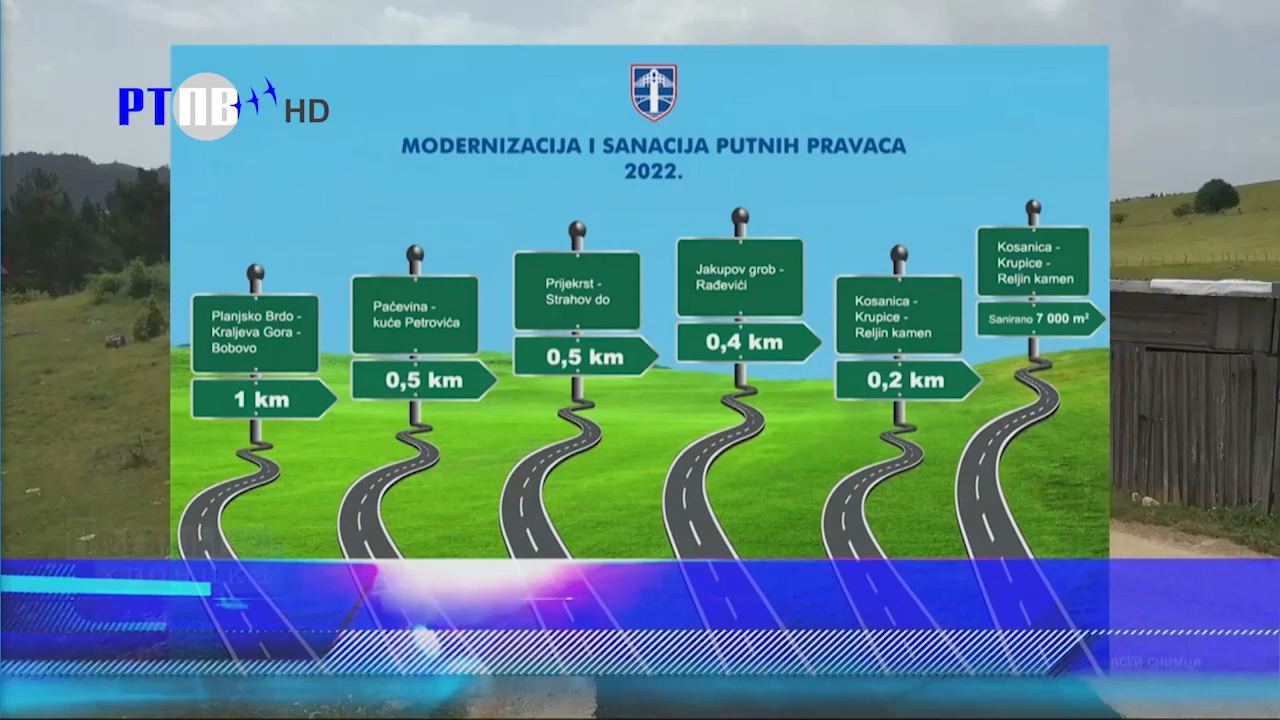 РТПВ HD
MODERNIZACIJA I SANACIJA PUTNIH PRAVACA
2022.
Planjsko Brdo -
Kraljeva Gora -
Bobovo
1 km
Paćevina -
kuće Petrovića
0,5 km
Prijekrst -
Strahov do
0,5 km
Jakupov grob -
Rađevići
0,4 km
Kosanica -
Krupice -
Reljin kamen
0,2 km
Kosanica -
Krupice -
Reljin kamen
Sanirano 7 000 m²
снимци